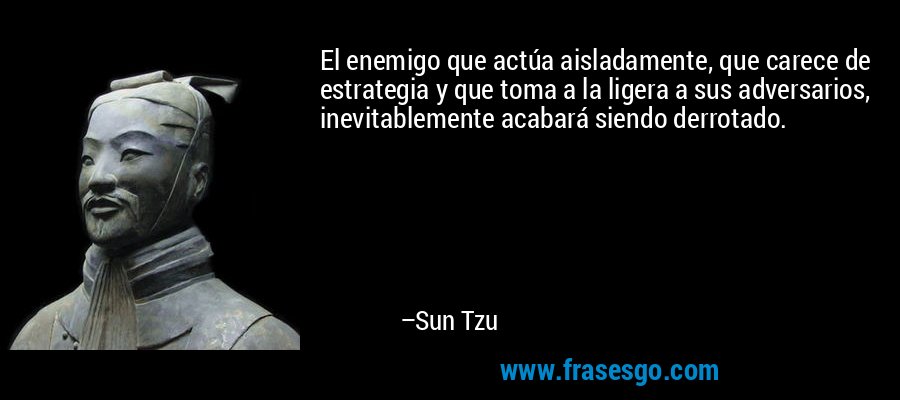 El enemigo que actúa aisladamente, que carece de
estrategia y que toma a la ligera a sus adversarios,
inevitablemente acabará siendo derrotado.
–Sun Tzu
www.frasesgo.com